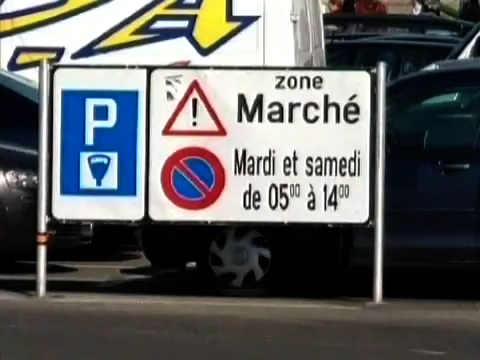 P
zone
Marché
Mardi et samedi
de 05⁰⁰ à 14⁰⁰